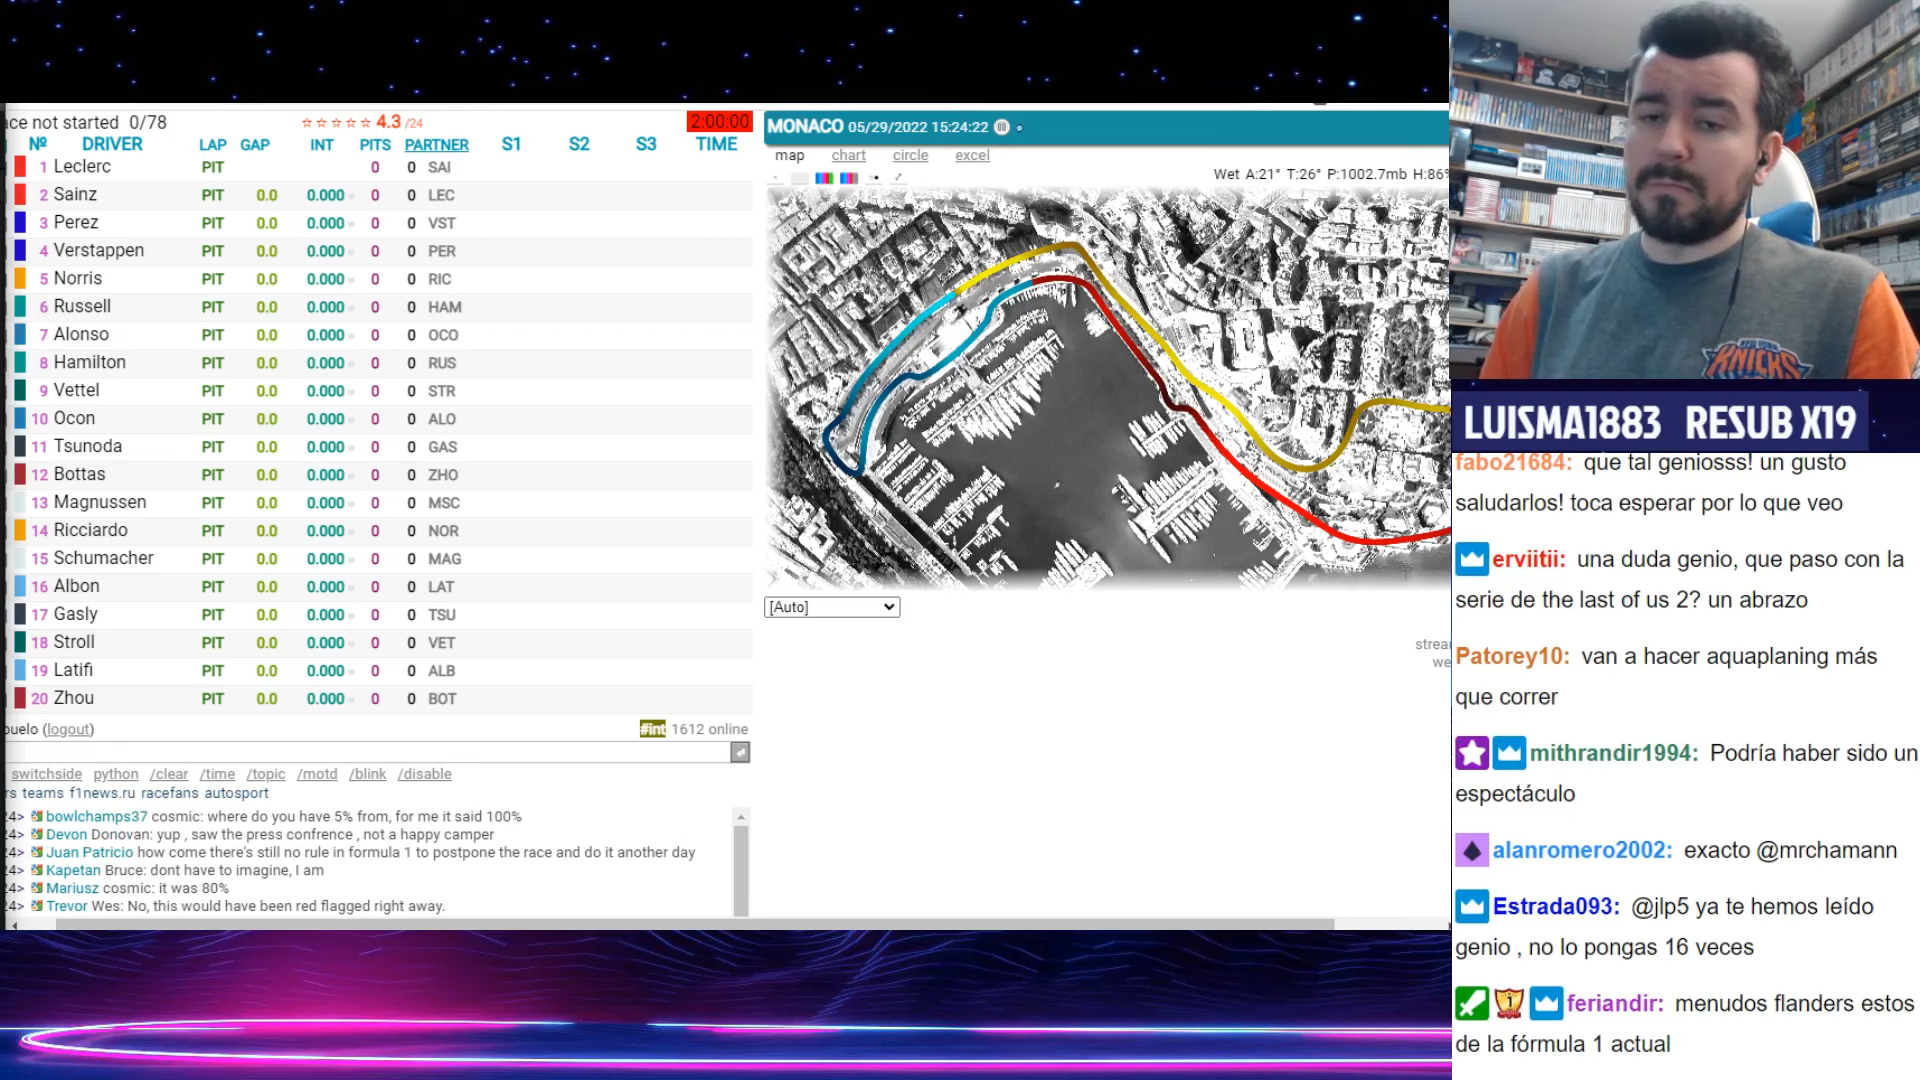 ace not started 0/78
☆☆☆☆☆ 4.3 /24
2:00:00
Nº DRIVER LAP GAP INT PITS PARTNER S1 S2 S3 TIME
1 Leclerc PIT 0 0 SAI
2 Sainz PIT 0.0 0.000 0 0 LEC
3 Perez PIT 0.0 0.000 0 0 VST
4 Verstappen PIT 0.0 0.000 0 0 PER
5 Norris PIT 0.0 0.000 0 0 RIC
6 Russell PIT 0.0 0.000 0 0 HAM
7 Alonso PIT 0.0 0.000 0 0 OCO
8 Hamilton PIT 0.0 0.000 0 0 RUS
9 Vettel PIT 0.0 0.000 0 0 STR
10 Ocon PIT 0.0 0.000 0 0 ALO
11 Tsunoda PIT 0.0 0.000 0 0 GAS
12 Bottas PIT 0.0 0.000 0 0 ZHO
13 Magnussen PIT 0.0 0.000 0 0 MSC
14 Ricciardo PIT 0.0 0.000 0 0 NOR
15 Schumacher PIT 0.0 0.000 0 0 MAG
16 Albon PIT 0.0 0.000 0 0 LAT
17 Gasly PIT 0.0 0.000 0 0 TSU
18 Stroll PIT 0.0 0.000 0 0 VET
19 Latifi PIT 0.0 0.000 0 0 ALB
20 Zhou PIT 0.0 0.000 0 0 BOT
buelo (logout)
#int 1612 online
switchside python /clear /time /topic /motd /blink /disable
rs teams f1news.ru racefans autosport
24> bowlchamps37 cosmic: where do you have 5% from, for me it said 100%
24> Devon Donovan: yup , saw the press confrence , not a happy camper
24> Juan Patricio how come there's still no rule in formula 1 to postpone the race and do it another day
24> Kapetan Bruce: dont have to imagine, I am
24> Mariusz cosmic: it was 80%
24> Trevor Wes: No, this would have been red flagged right away.
MONACO 05/29/2022 15:24:22
map chart circle excel
Wet A:21° T:26° P:1002.7mb H:86%
[Auto]
strear
we
KNICKS
LUISMA1883 RESUB X19
fabo21684: que tal geniosss! un gusto
saludarlos! toca esperar por lo que veo
erviitii: una duda genio, que paso con la
serie de the last of us 2? un abrazo
Patorey10: van a hacer aquaplaning más
que correr
mithrandir1994: Podría haber sido un
espectáculo
alanromero2002: exacto @mrchamann
Estrada093: @jlp5 ya te hemos leído
genio , no lo pongas 16 veces
1 feriandir: menudos flanders estos
de la fórmula 1 actual